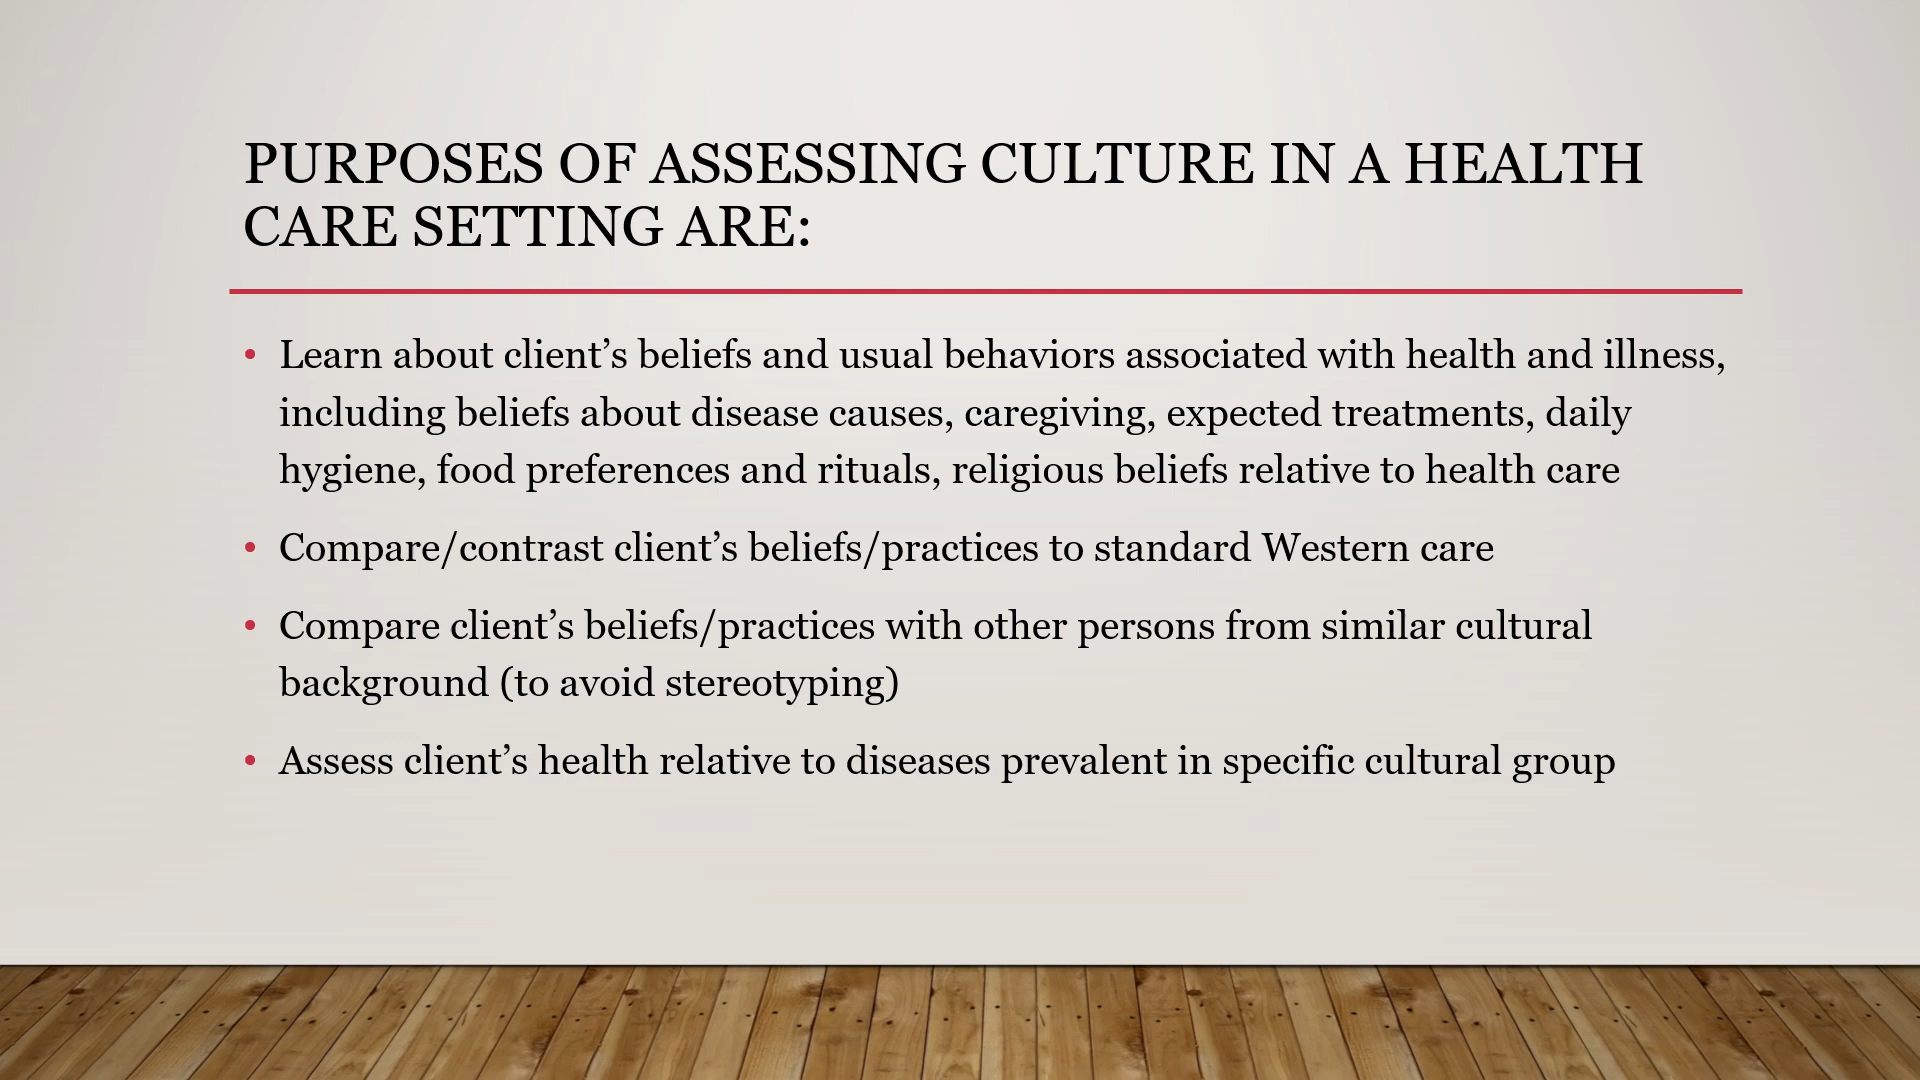 PURPOSES OF ASSESSING CULTURE IN A HEALTH
CARE SETTING ARE:
• Learn about client’s beliefs and usual behaviors associated with health and illness,
including beliefs about disease causes, caregiving, expected treatments, daily
hygiene, food preferences and rituals, religious beliefs relative to health care
• Compare/contrast client’s beliefs/practices to standard Western care
• Compare client’s beliefs/practices with other persons from similar cultural
background (to avoid stereotyping)
• Assess client’s health relative to diseases prevalent in specific cultural group